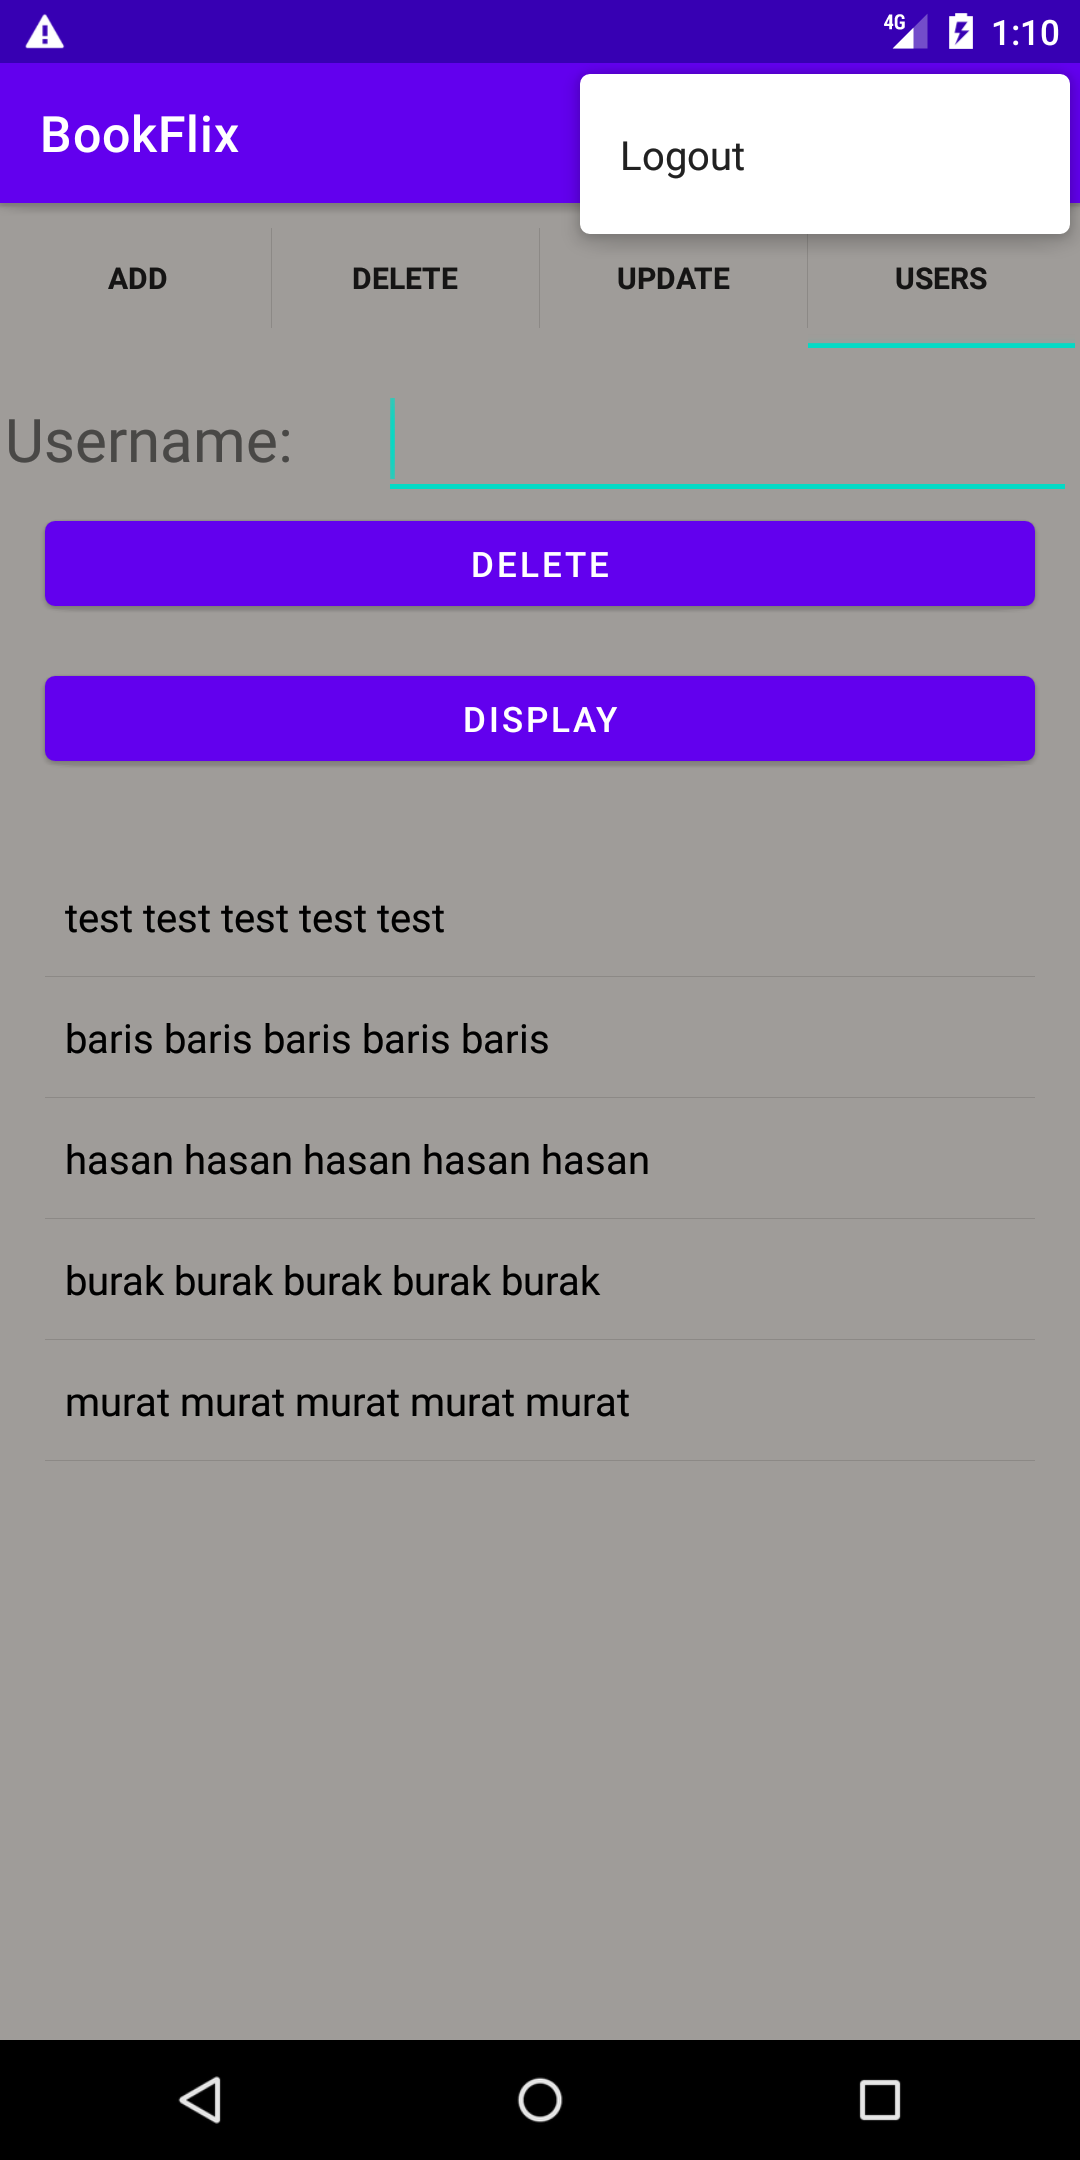 4G 1:10
BookFlix
Logout
ADD DELETE UPDATE USERS
Username:
DELETE
DISPLAY
test test test test test
baris baris baris baris baris
hasan hasan hasan hasan hasan
burak burak burak burak burak
murat murat murat murat murat